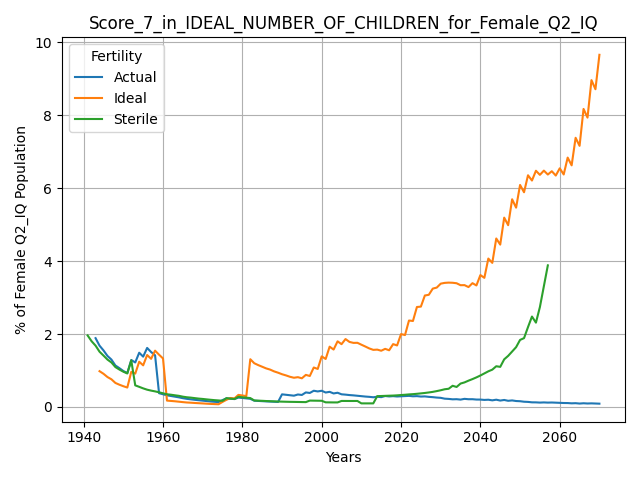 Score_7_in_IDEAL_NUMBER_OF_CHILDREN_for_Female_Q2_IQ
Fertility
Actual
Ideal
Sterile
% of Female Q2_IQ Population
10
8
6
4
2
0
1940 1960 1980 2000 2020 2040 2060
Years